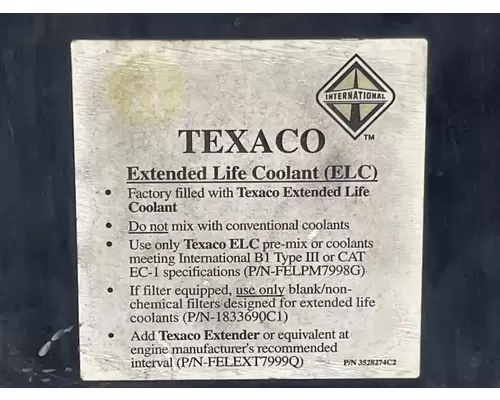 INTERNATIONAL
TM
TEXACO
Extended Life Coolant (ELC)
• Factory filled with Texaco Extended Life
Coolant
• Do not mix with conventional coolants
• Use only Texaco ELC pre-mix or coolants
meeting International B1 Type III or CAT
EC-1 specifications (P/N-FELPM7998G)
• If filter equipped, use only blank/non-
chemical filters designed for extended life
coolants (P/N-1833690C1)
• Add Texaco Extender or equivalent at
engine manufacturer's recommended
interval (P/N-FELEXT7999Q)
P/N 3528274C2